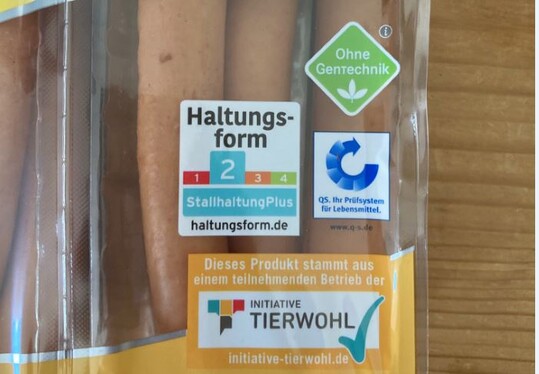 Ohne
GenTechnik
Haltungs-
form
1 2 3 4
StallhaltungPlus
haltungsform.de
QS. Ihr Prüfsystem
für Lebensmittel.
www.q-s.de
Dieses Produkt stammt aus
einem teilnehmenden Betrieb der
INITIATIVE
TIERWOHL
initiative-tierwohl.de